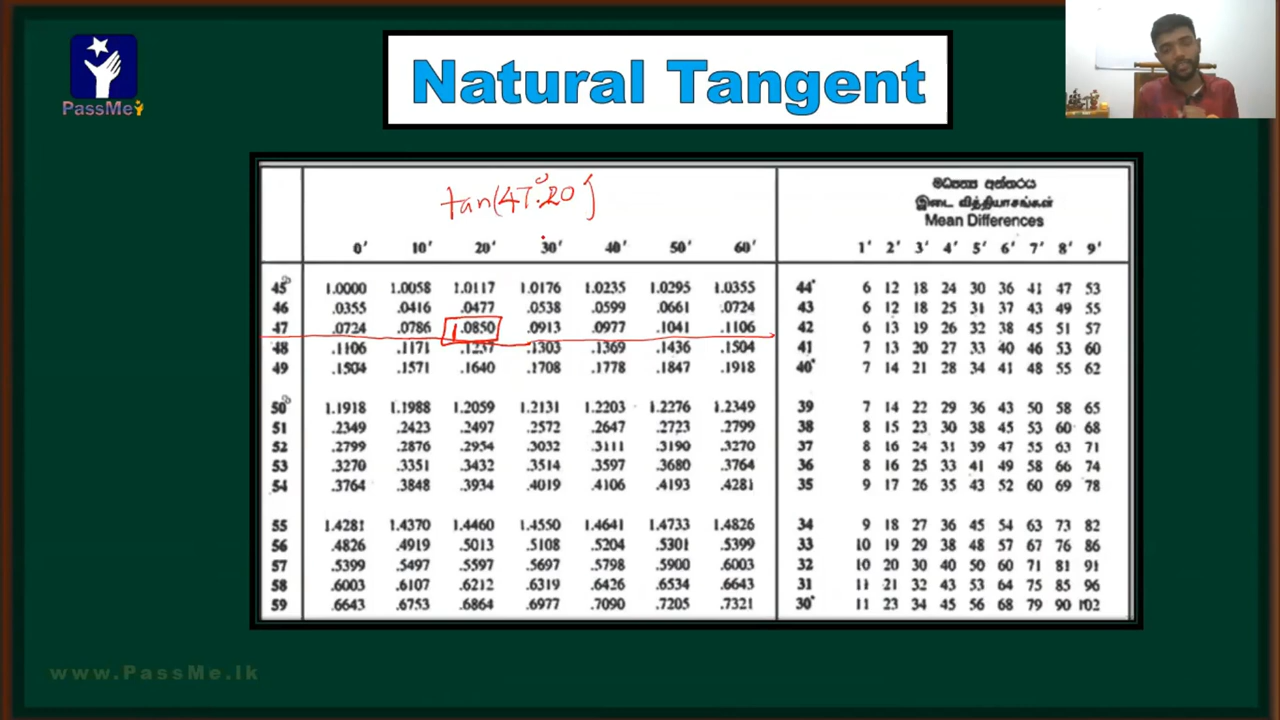 PassMe
Natural Tangent
tan(47°20')
මධ්‍යන්‍ය අන්තරය
இடை வித்தியாசங்கள்
Mean Differences
0′ 10′ 20′ 30′ 40′ 50′ 60′ 1′ 2′ 3′ 4′ 5′ 6′ 7′ 8′ 9′
45° 1.0000 1.0058 1.0117 1.0176 1.0235 1.0295 1.0355 44° 6 12 18 24 30 36 41 47 53
46 .0355 .0416 .0477 .0538 .0599 .0661 .0724 43 6 12 18 25 31 37 43 49 55
47 .0724 .0786 1.0850 .0913 .0977 .1041 .1106 42 6 13 19 26 32 38 45 51 57
48 .1106 .1171 .1237 .1303 .1369 .1436 .1504 41 7 13 20 27 33 40 46 53 60
49 .1504 .1571 .1640 .1708 .1778 .1847 .1918 40° 7 14 21 28 34 41 48 55 62
50° 1.1918 1.1988 1.2059 1.2131 1.2203 1.2276 1.2349 39 7 14 22 29 36 43 50 58 65
51 .2349 .2423 .2497 .2572 .2647 .2723 .2799 38 8 15 23 30 38 45 53 60 68
52 .2799 .2876 .2954 .3032 .3111 .3190 .3270 37 8 16 24 31 39 47 55 63 71
53 .3270 .3351 .3432 .3514 .3597 .3680 .3764 36 8 16 25 33 41 49 58 66 74
54 .3764 .3848 .3934 .4019 .4106 .4193 .4281 35 9 17 26 35 43 52 60 69 78
55 1.4281 1.4370 1.4460 1.4550 1.4641 1.4733 1.4826 34 9 18 27 36 45 54 63 73 82
56 .4826 .4919 .5013 .5108 .5204 .5301 .5399 33 10 19 29 38 48 57 67 76 86
57 .5399 .5497 .5597 .5697 .5798 .5900 .6003 32 10 20 30 40 50 60 71 81 91
58 .6003 .6107 .6212 .6319 .6426 .6534 .6643 31 11 21 32 43 53 64 75 85 96
59 .6643 .6753 .6864 .6977 .7090 .7205 .7321 30° 11 23 34 45 56 68 79 90 102
www.PassMe.lk